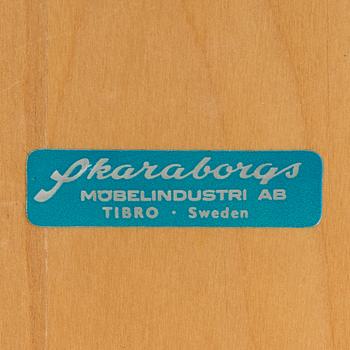 Skaraborgs
MÖBELINDUSTRI AB
TIBRO · Sweden